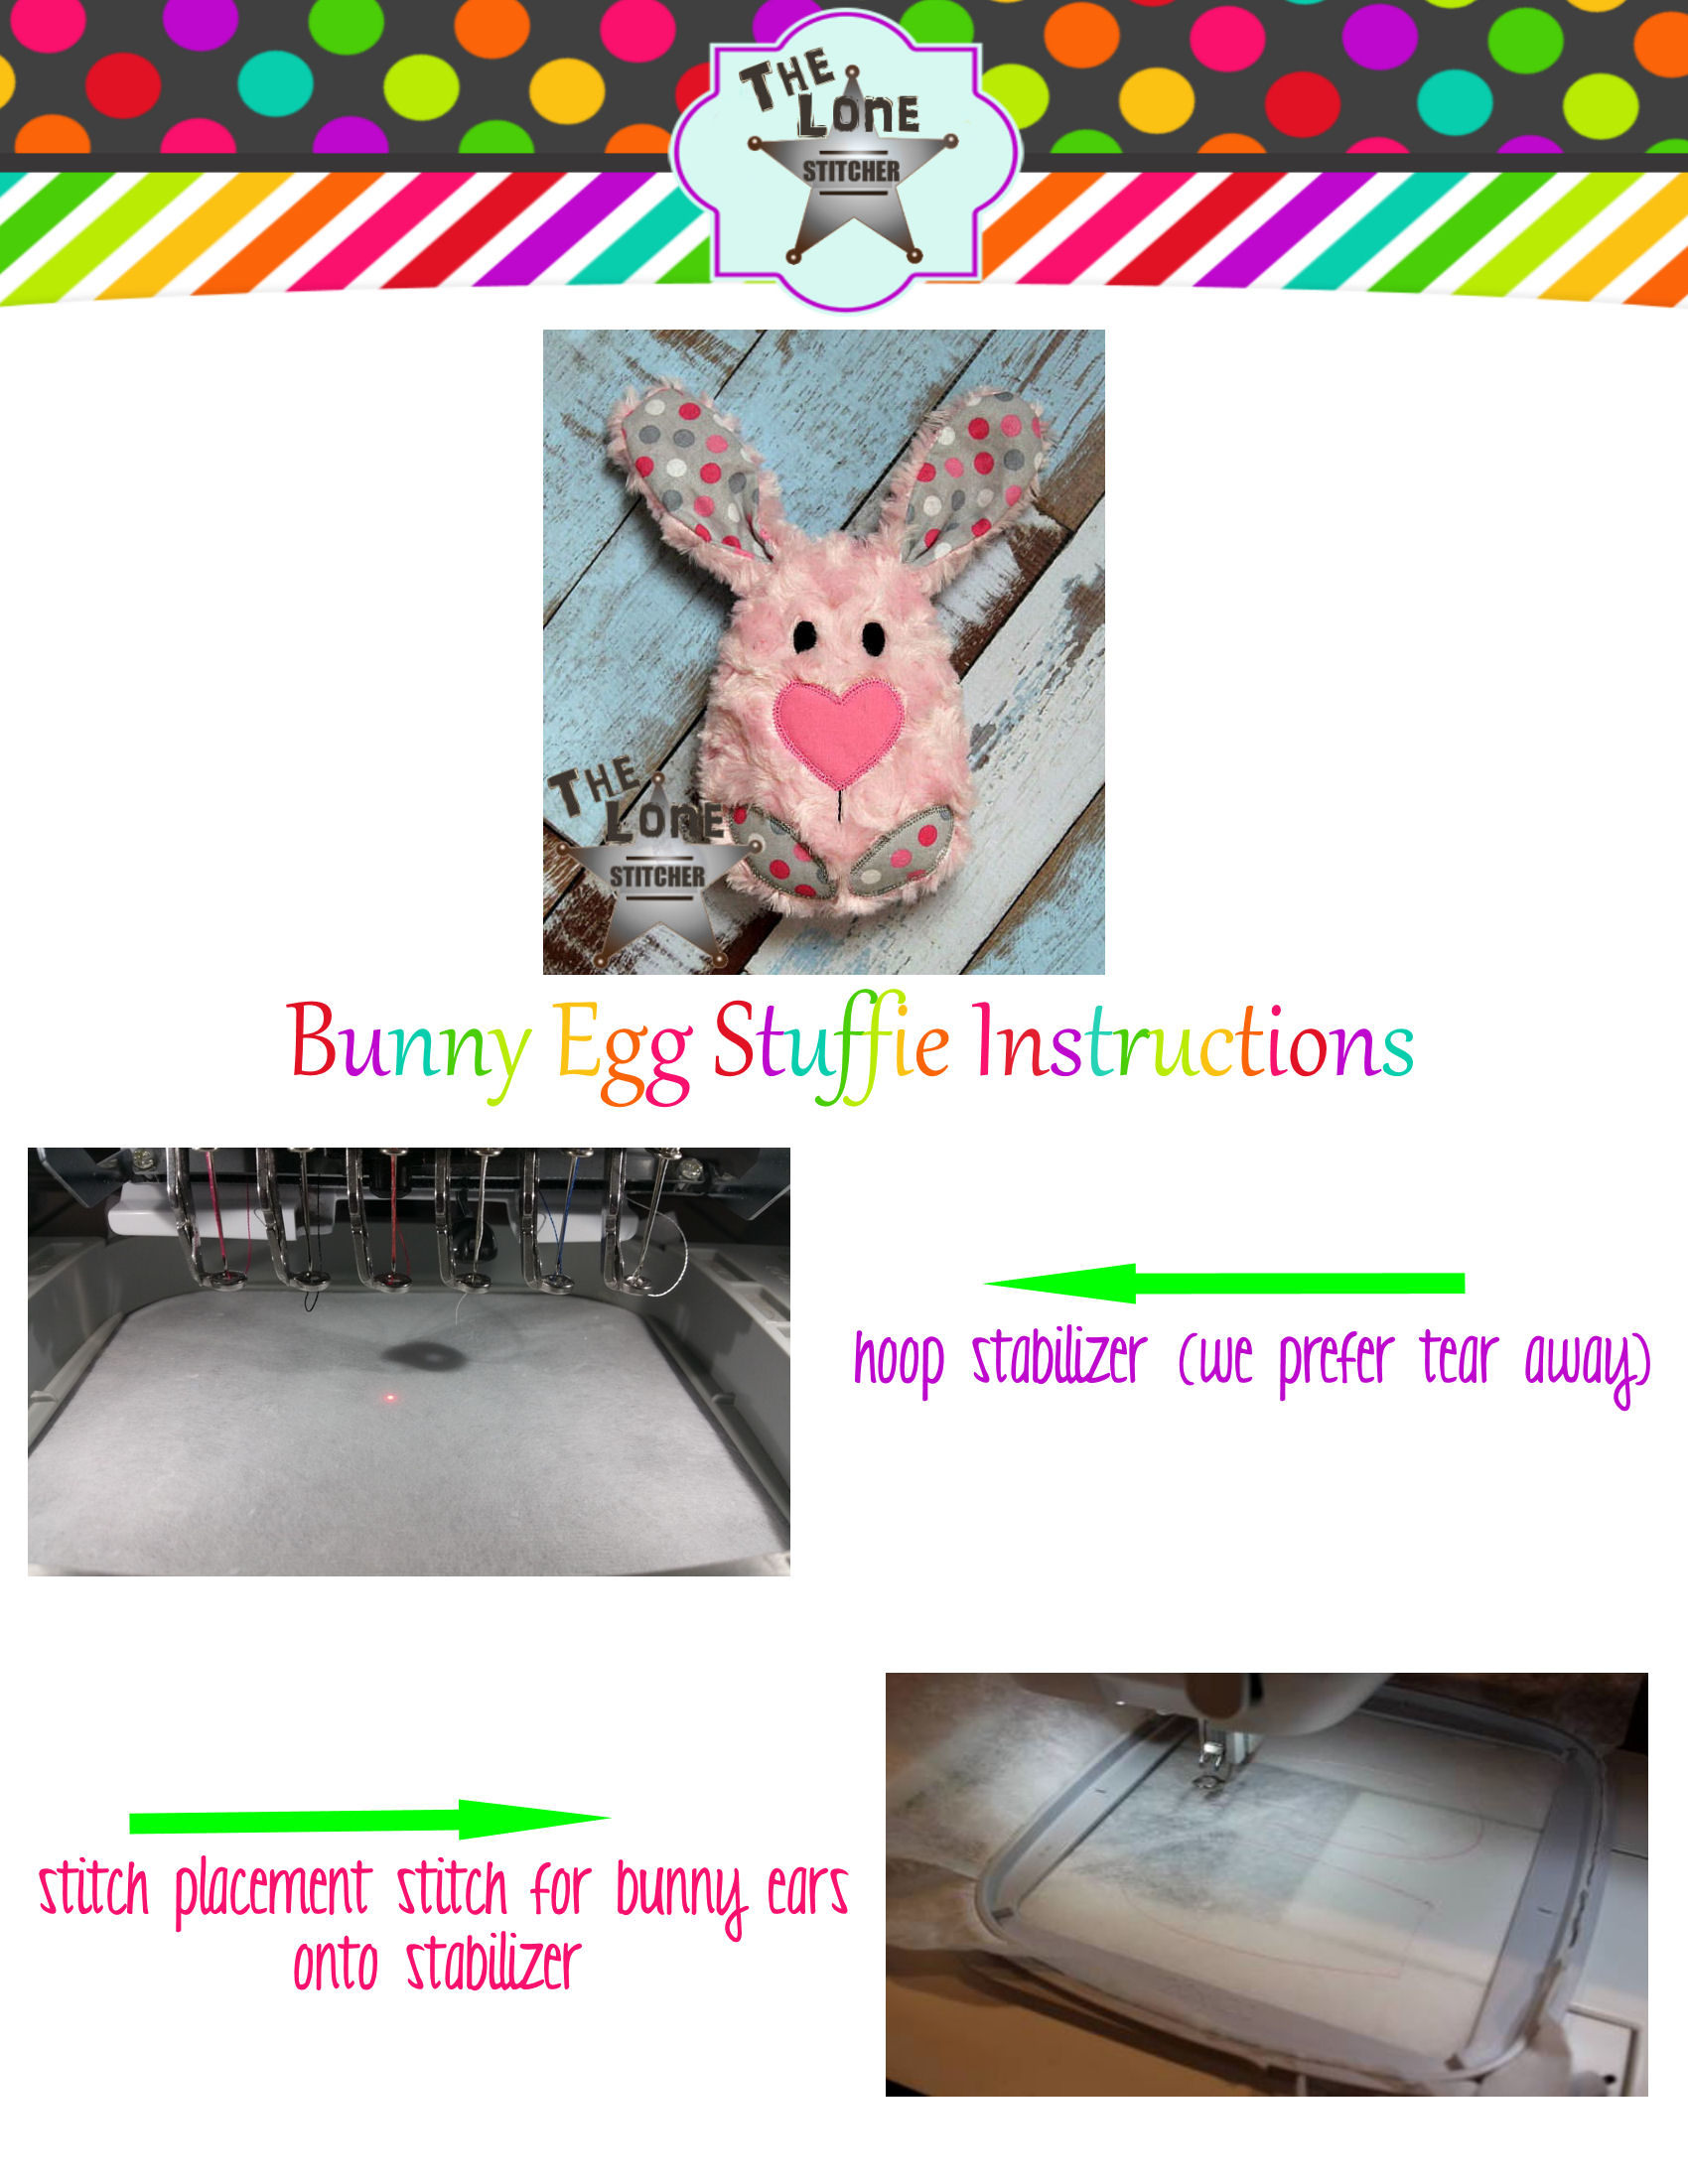 THE
LONE
STITCHER
THE
LONE
STITCHER
Bunny Egg Stuffie Instructions
hoop stabilizer (we prefer tear away)
stitch placement stitch for bunny ears
onto stabilizer